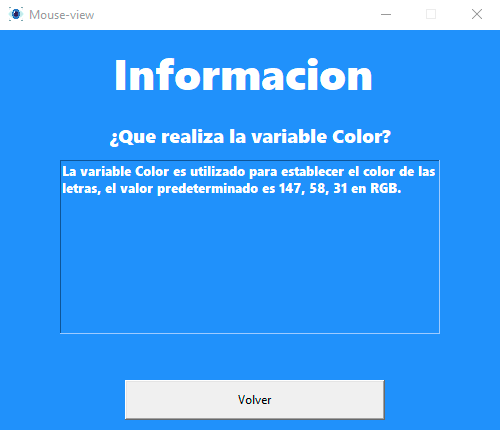 Mouse-view
Informacion
¿Que realiza la variable Color?
La variable Color es utilizado para establecer el color de las
letras, el valor predeterminado es 147, 58, 31 en RGB.
Volver